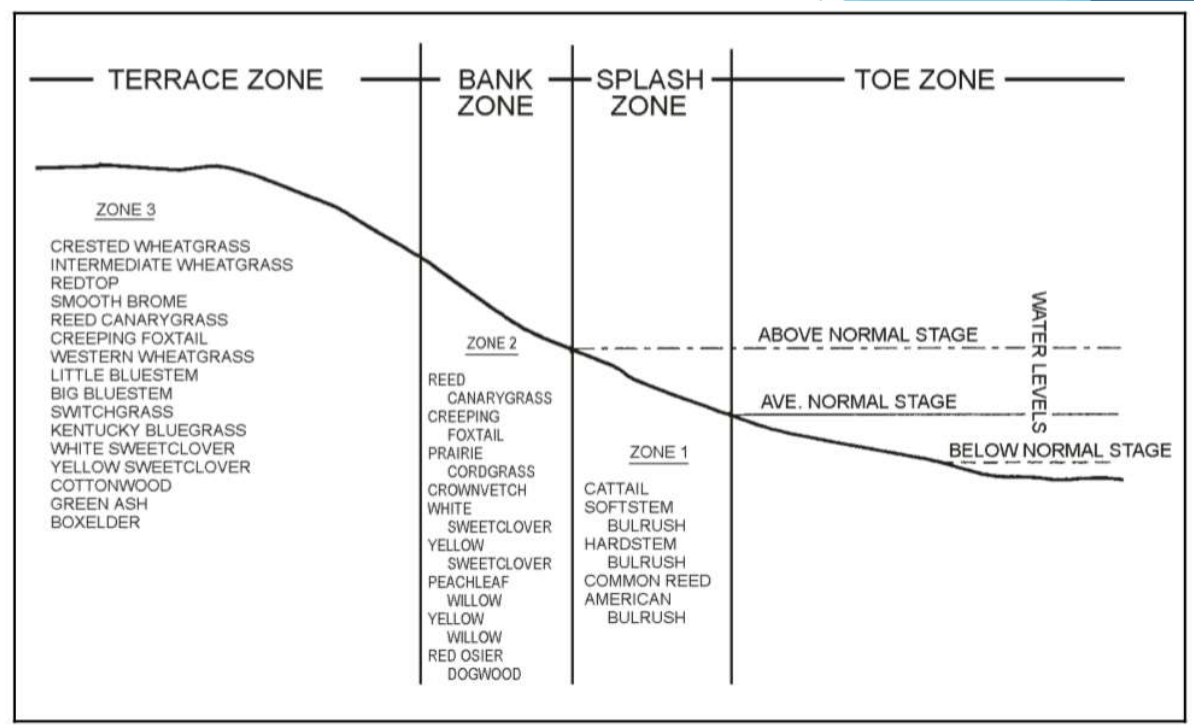 TERRACE ZONE
BANK
ZONE
SPLASH
ZONE
TOE ZONE
ZONE 3
CRESTED WHEATGRASS
INTERMEDIATE WHEATGRASS
REDTOP
SMOOTH BROME
REED CANARYGRASS
CREEPING FOXTAIL
WESTERN WHEATGRASS
LITTLE BLUESTEM
BIG BLUESTEM
SWITCHGRASS
KENTUCKY BLUEGRASS
WHITE SWEETCLOVER
YELLOW SWEETCLOVER
COTTONWOOD
GREEN ASH
BOXELDER
ZONE 2
REED
CANARYGRASS
CREEPING
FOXTAIL
PRAIRIE
CORDGRASS
CROWNVETCH
WHITE
SWEETCLOVER
YELLOW
SWEETCLOVER
PEACHLEAF
WILLOW
YELLOW
WILLOW
RED OSIER
DOGWOOD
ZONE 1
CATTAIL
SOFTSTEM
BULRUSH
HARDSTEM
BULRUSH
COMMON REED
AMERICAN
BULRUSH
ABOVE NORMAL STAGE
AVE. NORMAL STAGE
BELOW NORMAL STAGE
WATER LEVELS